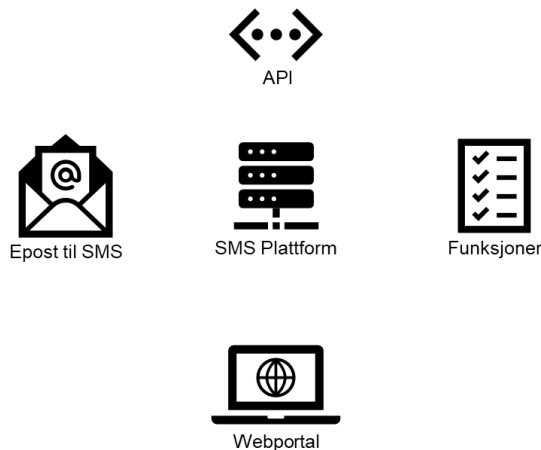 API
@
Epost til SMS
SMS Plattform
Funksjoner
Webportal